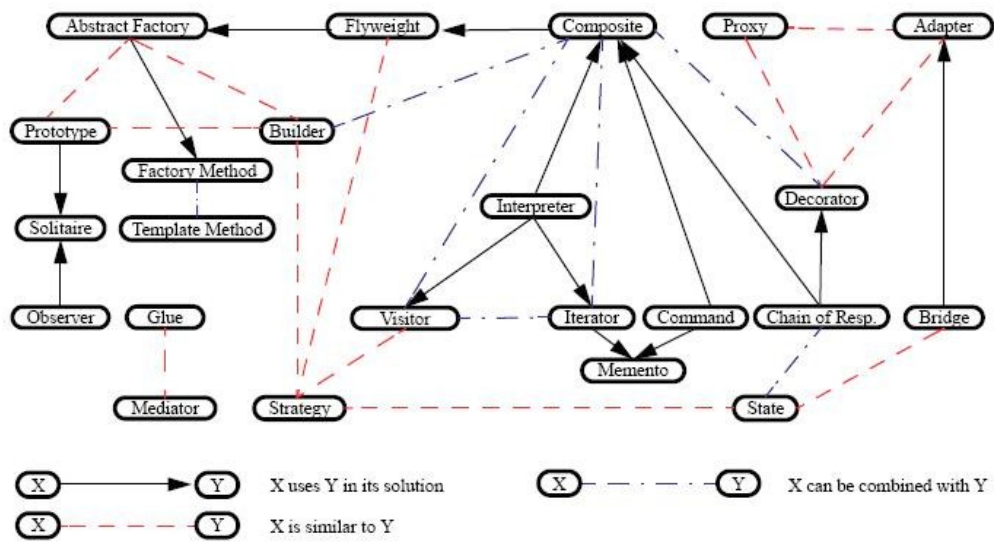 Abstract Factory Flyweight Composite Proxy Adapter
Prototype Builder
Factory Method
Interpreter Decorator
Solitaire Template Method
Observer Glue Visitor Iterator Command Chain of Resp. Bridge
Memento
Mediator Strategy State
X Y X uses Y in its solution X Y X can be combined with Y
X Y X is similar to Y